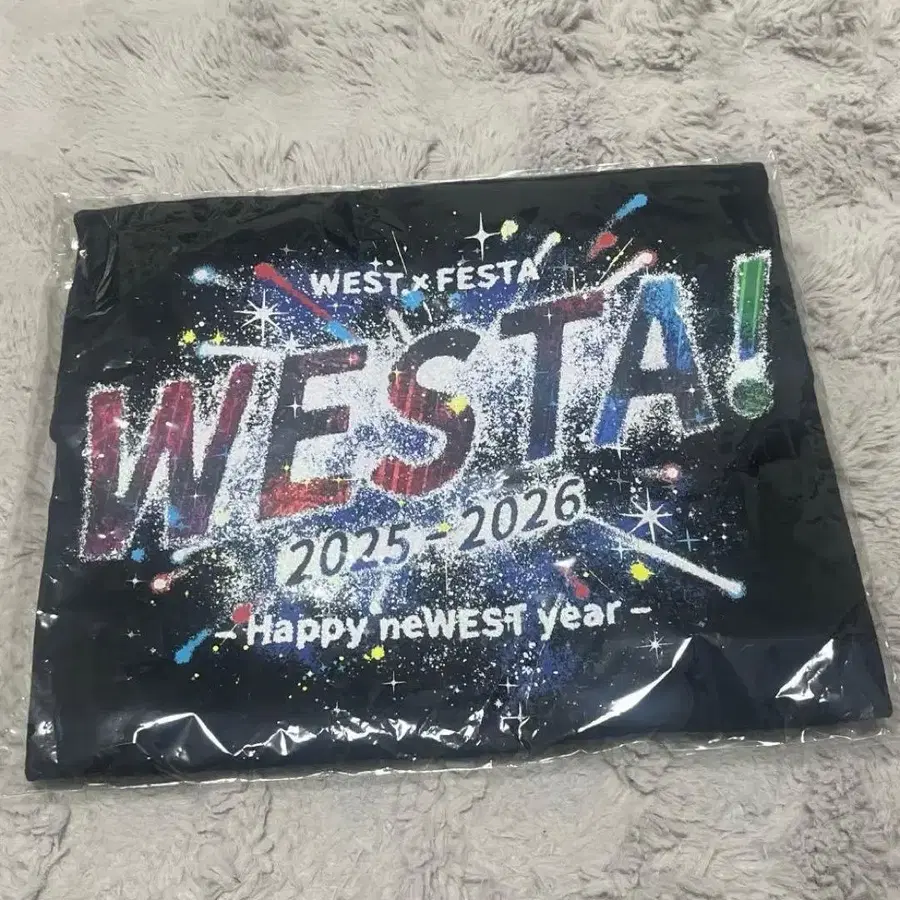 WEST × FESTA
WESTA!
2025-2026
-Happy neWEST year-